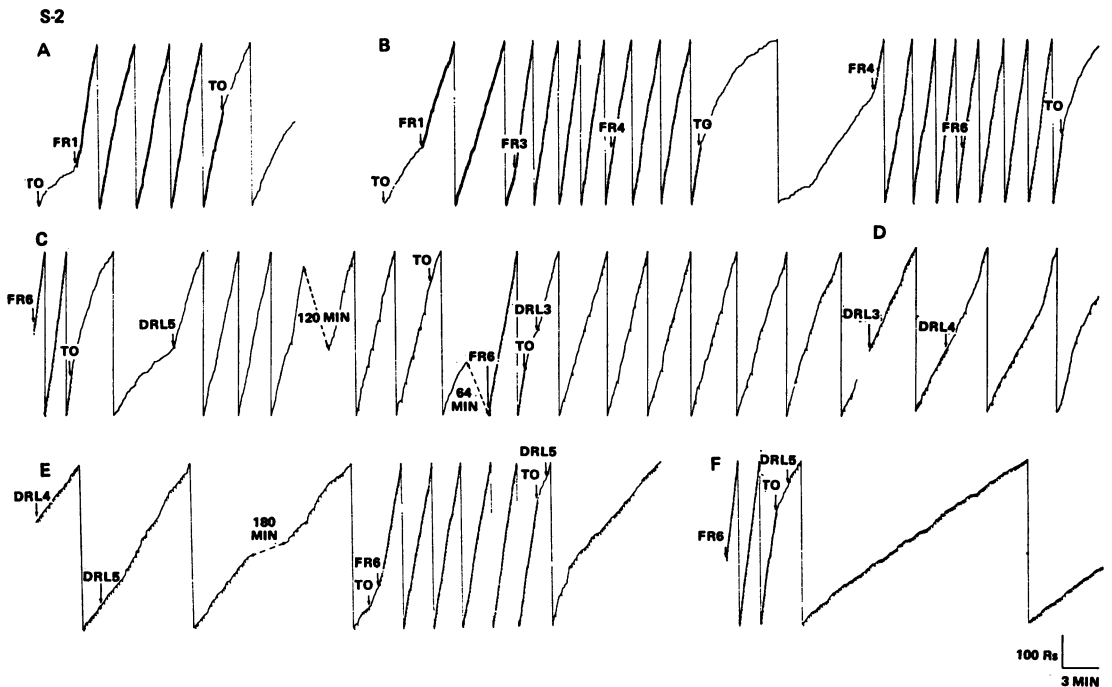 S-2
A
TO
FR1
TO
B
TO
FR1
FR3
FR4
TO
FR4
FR6
TO
C
FR6
TO
DRL5
120 MIN
TO
64
MIN
FR6
DRL3
TO
D
DRL3
DRL4
E
DRL4
DRL5
180
MIN
FR6
TO
DRL5
TO
F
FR6
DRL5
TO
100 Rs
3 MIN